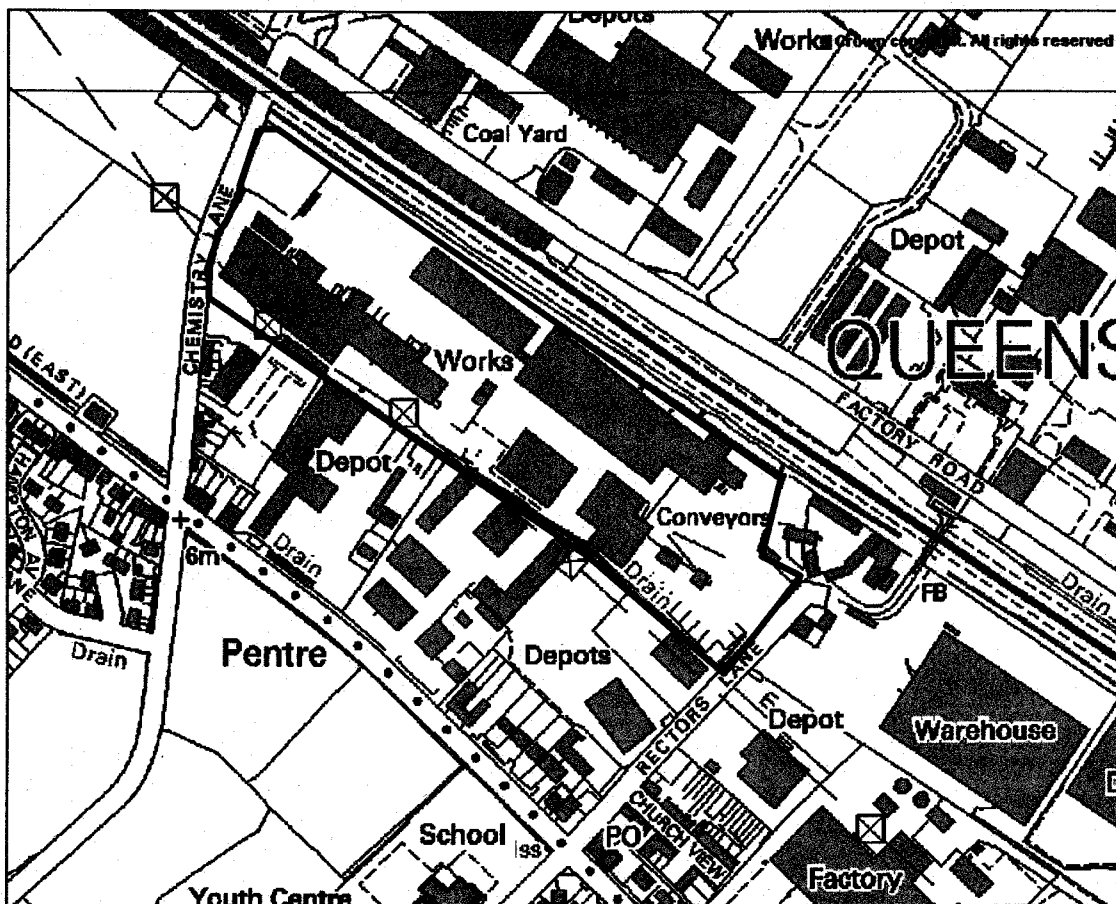 Depots
Works
Crown copyright. All rights reserved
Coal Yard
CHEMISTRY LANE
Depot
QUEENS
D (EAST)
Works
FACTORY ROAD
Depot
Conveyors
6m
Drain
Drain
Drain
FB
Drain
Pentre
Depots
RECTORS LANE
Depot
Warehouse
School
PO
CHURCH VIEW
Factory
Youth Centre